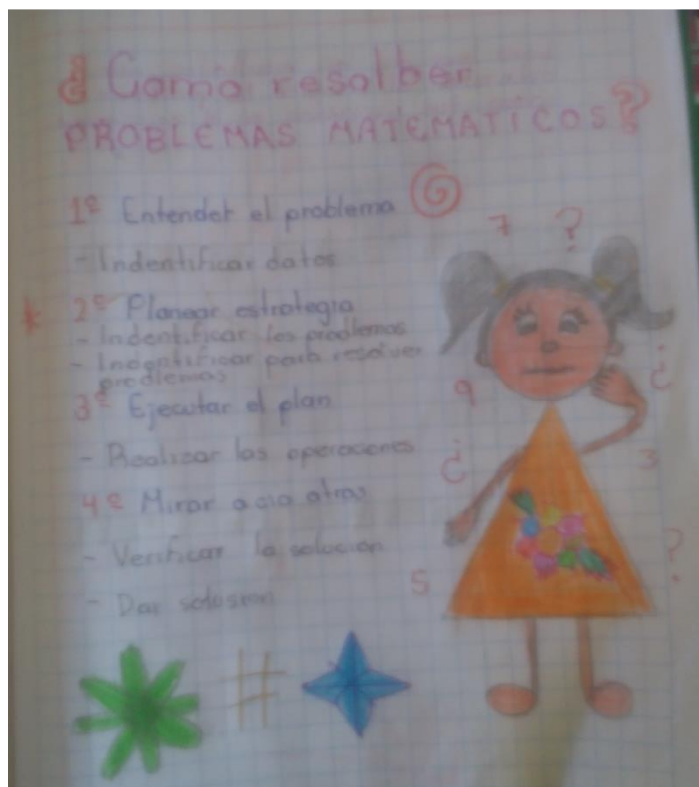 ¿Como resolber
PROBLEMAS MATEMATICOS?
1º Entender el problema
- Indentificar datos
2º Planear estrategia
- Indentificar los problemas
- Indentificar para resolver
problemas
3º Ejecutar el plan
- Realizar las operaciones
4º Mirar acia atras
- Verificar la solucion
- Dar solusion
7 ?
9 ¿
¿ 3
5 ?
#